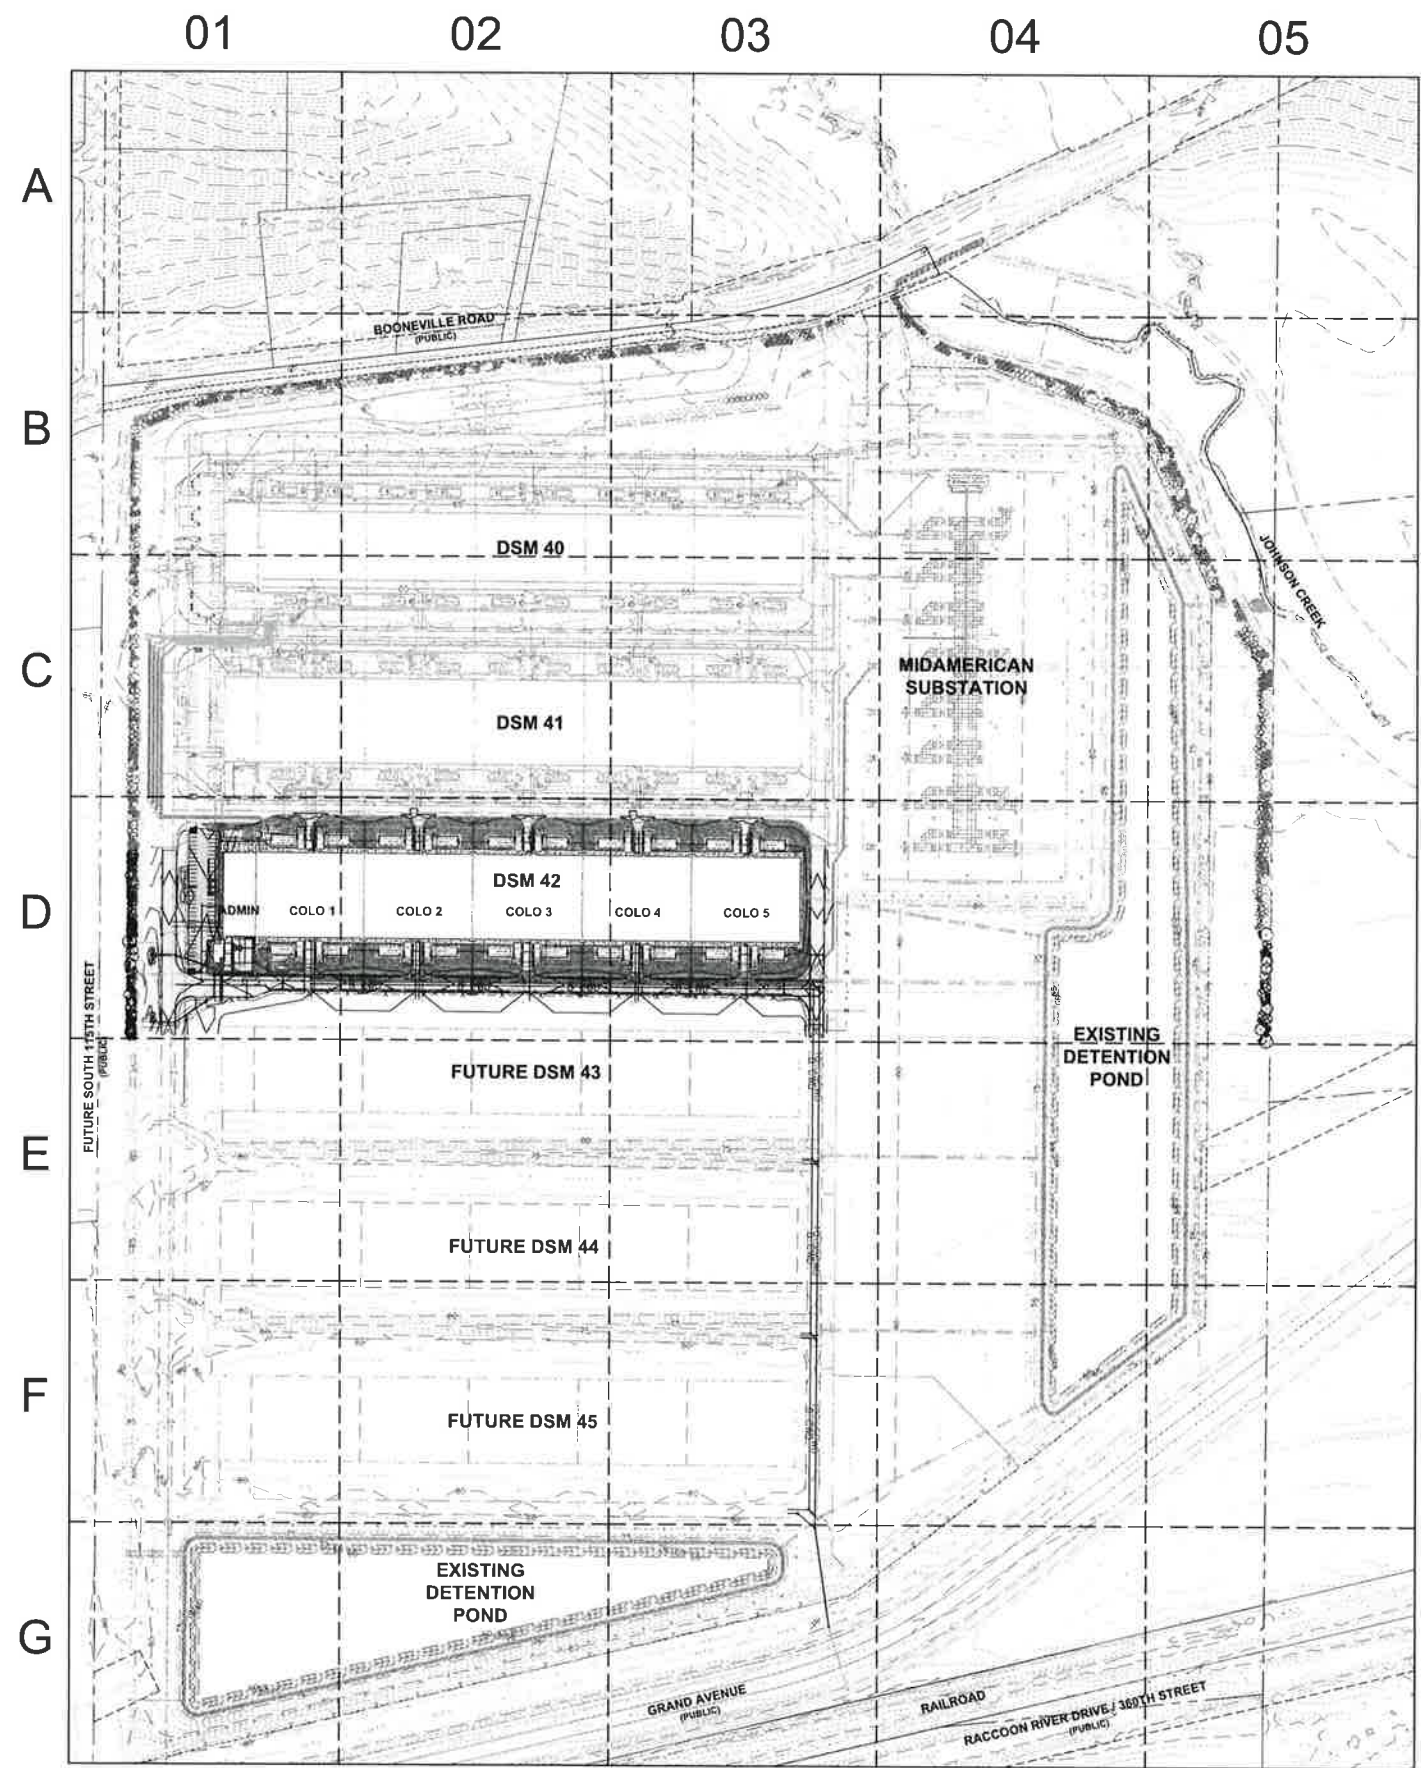 01 02 03 04 05
A
BOONEVILLE ROAD
(PUBLIC)
B
DSM 40
JOHNSON CREEK
C
MIDAMERICAN
SUBSTATION
DSM 41
D
DSM 42
ADMIN COLO 1 COLO 2 COLO 3 COLO 4 COLO 5
FUTURE SOUTH 115TH STREET
(PUBLIC)
EXISTING
DETENTION
POND
FUTURE DSM 43
E
FUTURE DSM 44
F
FUTURE DSM 45
EXISTING
DETENTION
POND
G
GRAND AVENUE
(PUBLIC)
RAILROAD
RACCOON RIVER DRIVE / 360TH STREET
(PUBLIC)